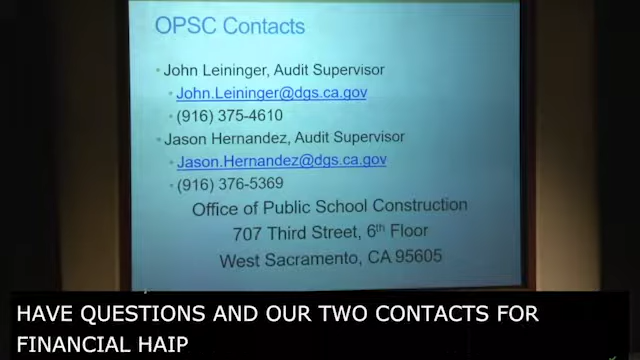 OPSC Contacts
• John Leininger, Audit Supervisor
• John.Leininger@dgs.ca.gov
• (916) 375-4610
• Jason Hernandez, Audit Supervisor
• Jason.Hernandez@dgs.ca.gov
• (916) 376-5369
Office of Public School Construction
707 Third Street, 6th Floor
West Sacramento, CA 95605
HAVE QUESTIONS AND OUR TWO CONTACTS FOR
FINANCIAL HAIP